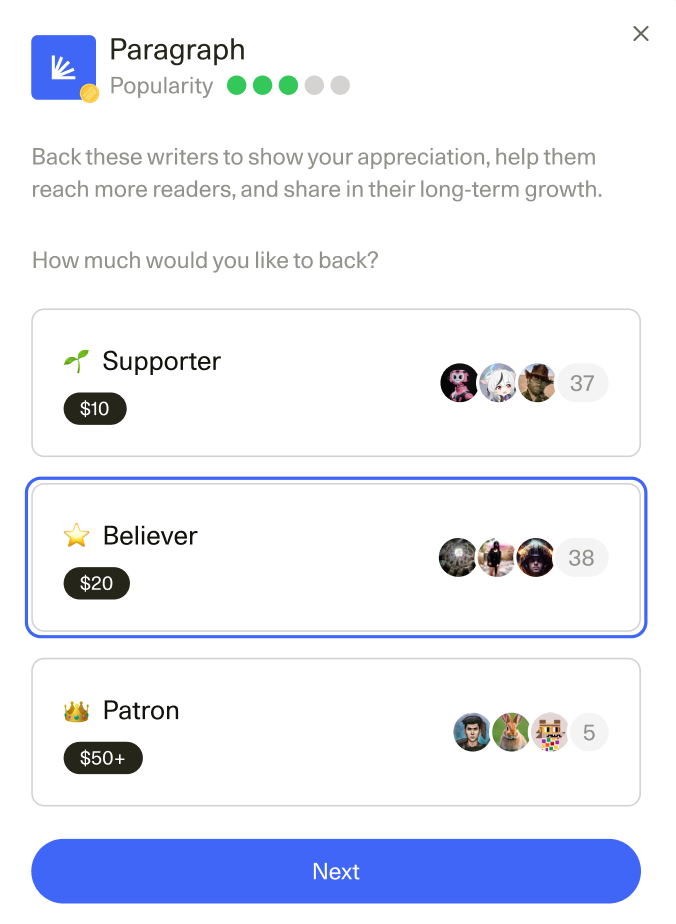 Paragraph
Popularity
Back these writers to show your appreciation, help them
reach more readers, and share in their long-term growth.
How much would you like to back?
Supporter
$10
37
Believer
$20
38
Patron
$50+
5
Next